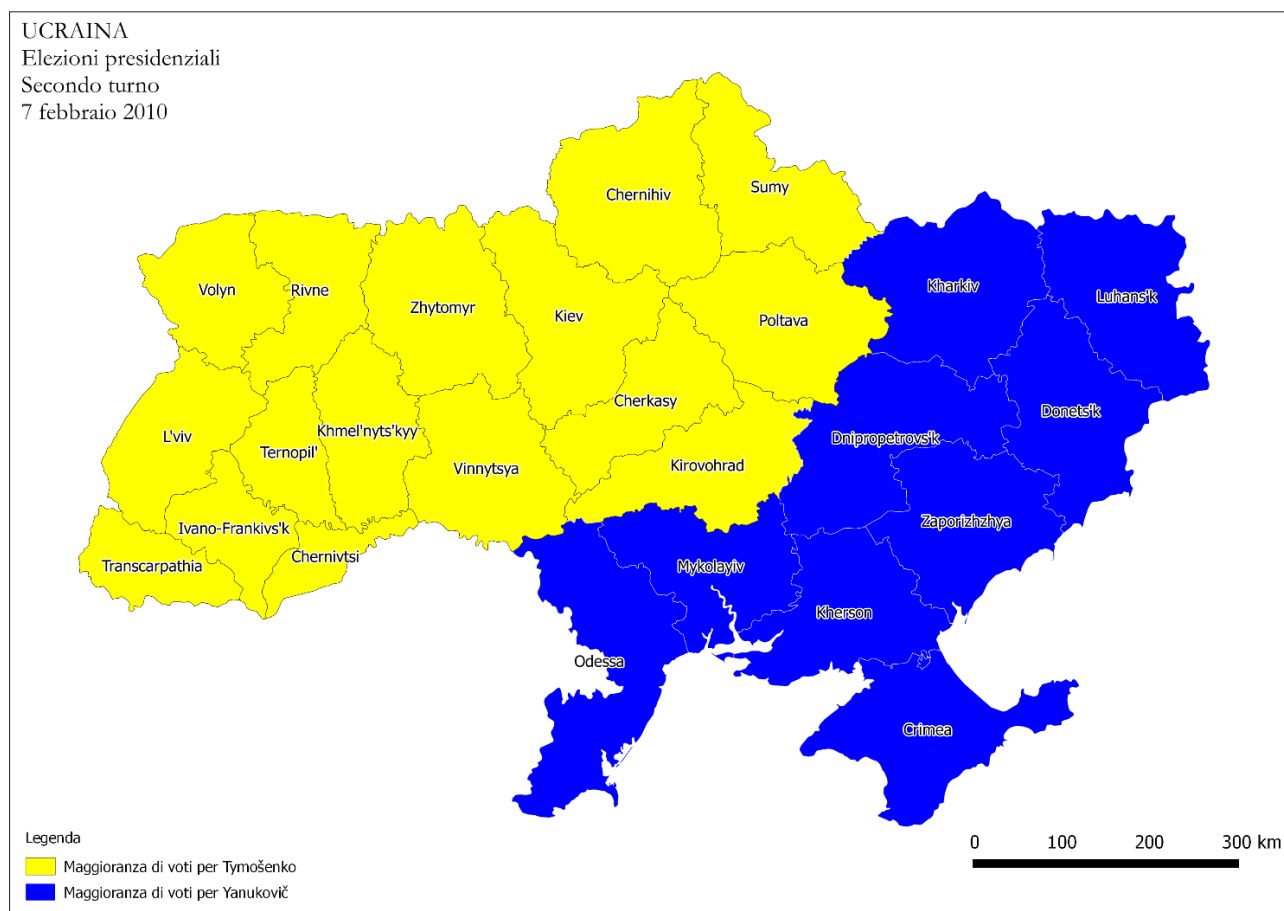 UCRAINA
Elezioni presidenziali
Secondo turno
7 febbraio 2010
Chernihiv
Sumy
Volyn
Rivne
Zhytomyr
Kiev
Poltava
Kharkiv
Luhans'k
L'viv
Ternopil'
Khmel'nyts'kyy
Vinnytsya
Cherkasy
Kirovohrad
Dnipropetrovs'k
Donets'k
Ivano-Frankivs'k
Chernivtsi
Transcarpathia
Zaporizhzhya
Mykolayiv
Kherson
Odessa
Crimea
Legenda
Maggioranza di voti per Tymošenko
Maggioranza di voti per Yanukovič
0 100 200 300 km